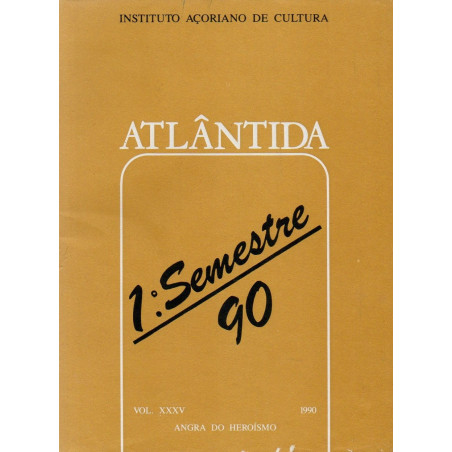 INSTITUTO AÇORIANO DE CULTURA
ATLÂNTIDA
1.º Semestre
90
VOL. XXXV 1990
ANGRA DO HEROÍSMO